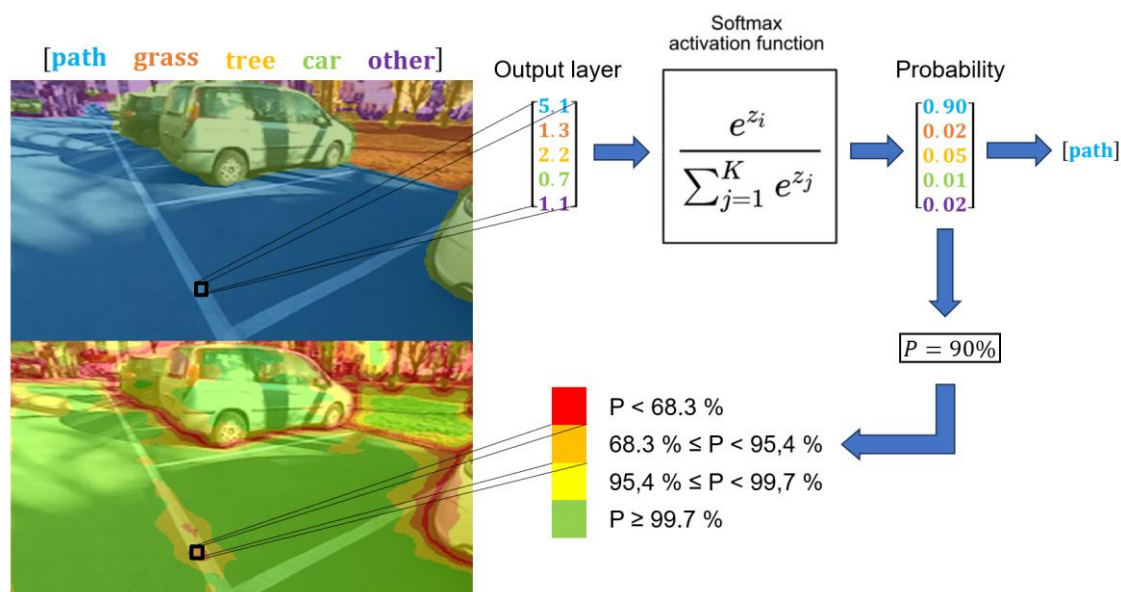 [path grass tree car other]
Output layer
5.1
1.3
2.2
0.7
1.1
Softmax
activation function
e^{z_i}
∑_{j=1}^{K} e^{z_j}
Probability
0.90
0.02
0.05
0.01
0.02
[path]
P = 90%
P < 68.3 %
68.3 % ≤ P < 95,4 %
95,4 % ≤ P < 99,7 %
P ≥ 99.7 %